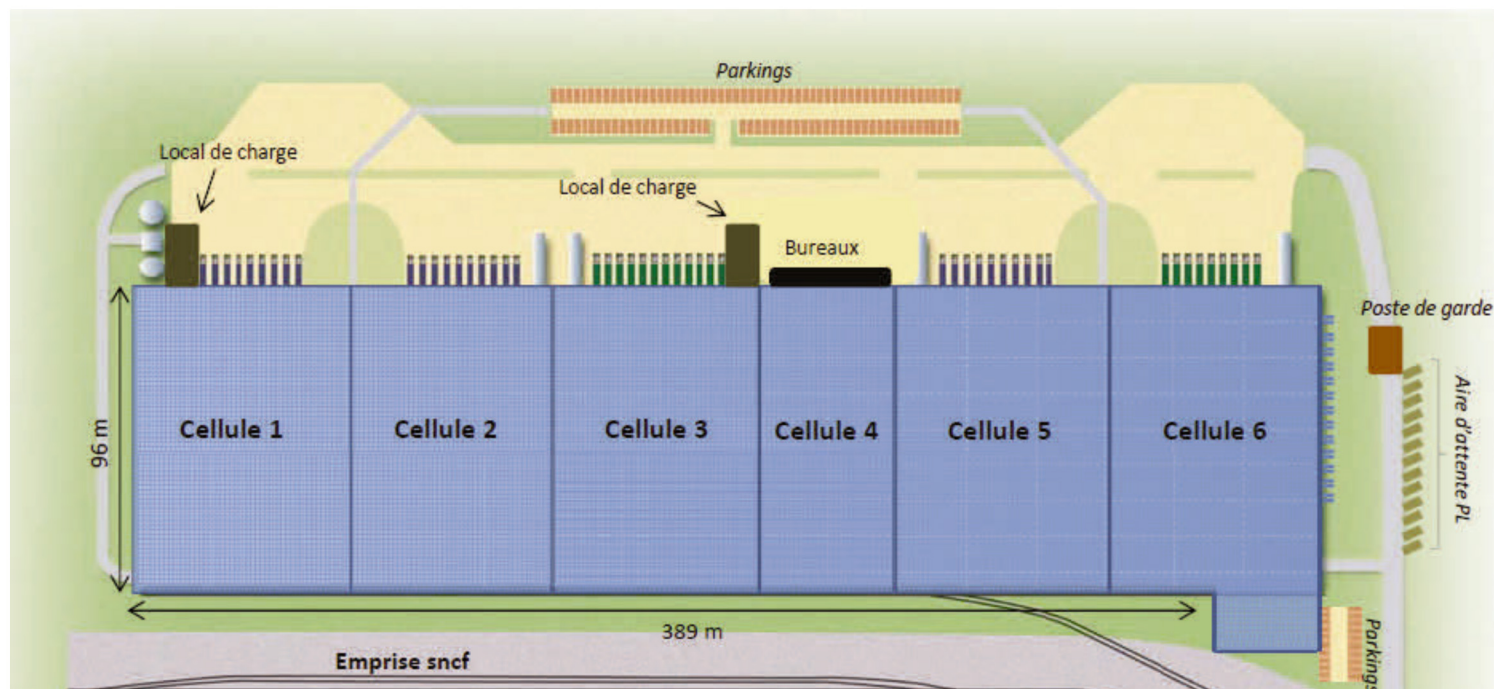 Parkings
Local de charge
Local de charge
Bureaux
Poste de garde
Cellule 1
Cellule 2
Cellule 3
Cellule 4
Cellule 5
Cellule 6
96 m
Aire d'attente PL
389 m
Parkings
Emprise sncf